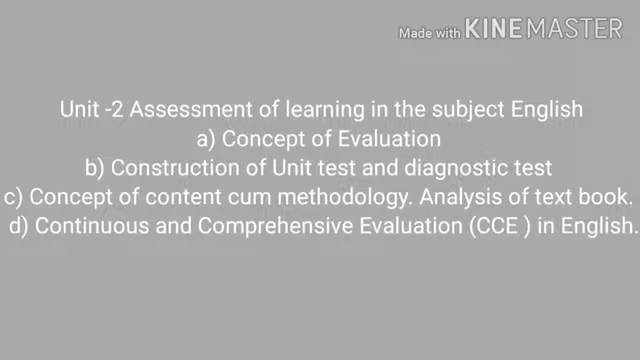 Made with KINEMASTER
Unit -2 Assessment of learning in the subject English
a) Concept of Evaluation
b) Construction of Unit test and diagnostic test
c) Concept of content cum methodology. Analysis of text book.
d) Continuous and Comprehensive Evaluation (CCE ) in English.